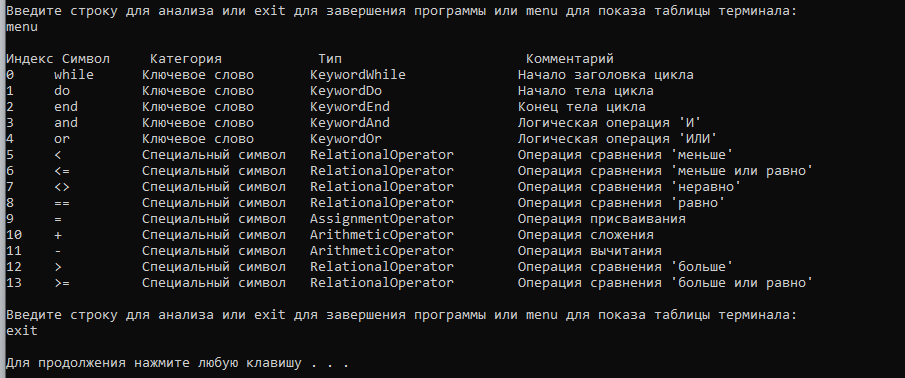 Введите строку для анализа или exit для завершения программы или menu для показа таблицы терминала:
menu
Индекс Символ Категория Тип Комментарий
0 while Ключевое слово KeywordWhile Начало заголовка цикла
1 do Ключевое слово KeywordDo Начало тела цикла
2 end Ключевое слово KeywordEnd Конец тела цикла
3 and Ключевое слово KeywordAnd Логическая операция 'И'
4 or Ключевое слово KeywordOr Логическая операция 'ИЛИ'
5 < Специальный символ RelationalOperator Операция сравнения 'меньше'
6 <= Специальный символ RelationalOperator Операция сравнения 'меньше или равно'
7 <> Специальный символ RelationalOperator Операция сравнения 'неравно'
8 == Специальный символ RelationalOperator Операция сравнения 'равно'
9 = Специальный символ AssignmentOperator Операция присваивания
10 + Специальный символ ArithmeticOperator Операция сложения
11 - Специальный символ ArithmeticOperator Операция вычитания
12 > Специальный символ RelationalOperator Операция сравнения 'больше'
13 >= Специальный символ RelationalOperator Операция сравнения 'больше или равно'
Введите строку для анализа или exit для завершения программы или menu для показа таблицы терминала:
exit
Для продолжения нажмите любую клавишу . . .